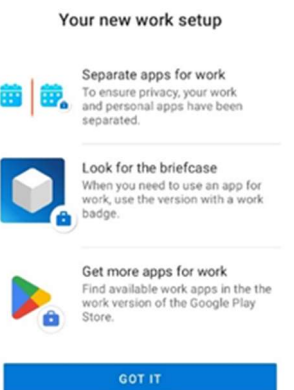 Your new work setup
Separate apps for work
To ensure privacy, your work
and personal apps have been
separated.
Look for the briefcase
When you need to use an app for
work, use the version with a work
badge.
Get more apps for work
Find available work apps in the the
work version of the Google Play
Store.
GOT IT